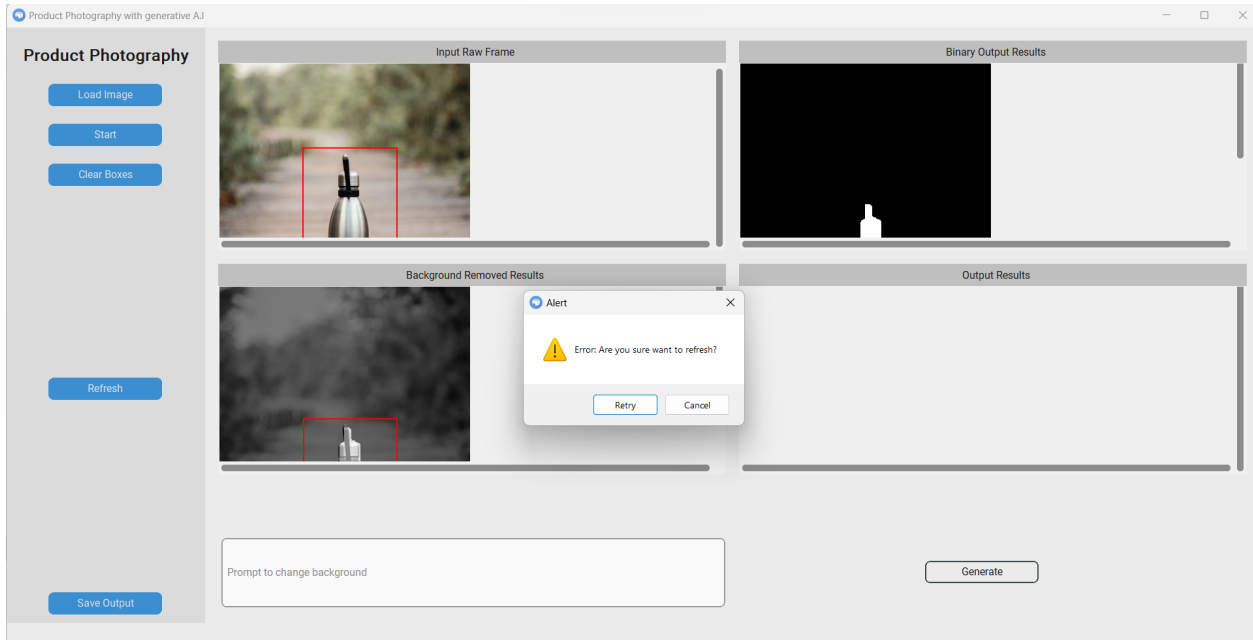 Product Photography with generative A.I
Product Photography
Load Image
Start
Clear Boxes
Refresh
Save Output
Input Raw Frame
Binary Output Results
Background Removed Results
Output Results
Alert
Error: Are you sure want to refresh?
Retry
Cancel
Prompt to change background
Generate